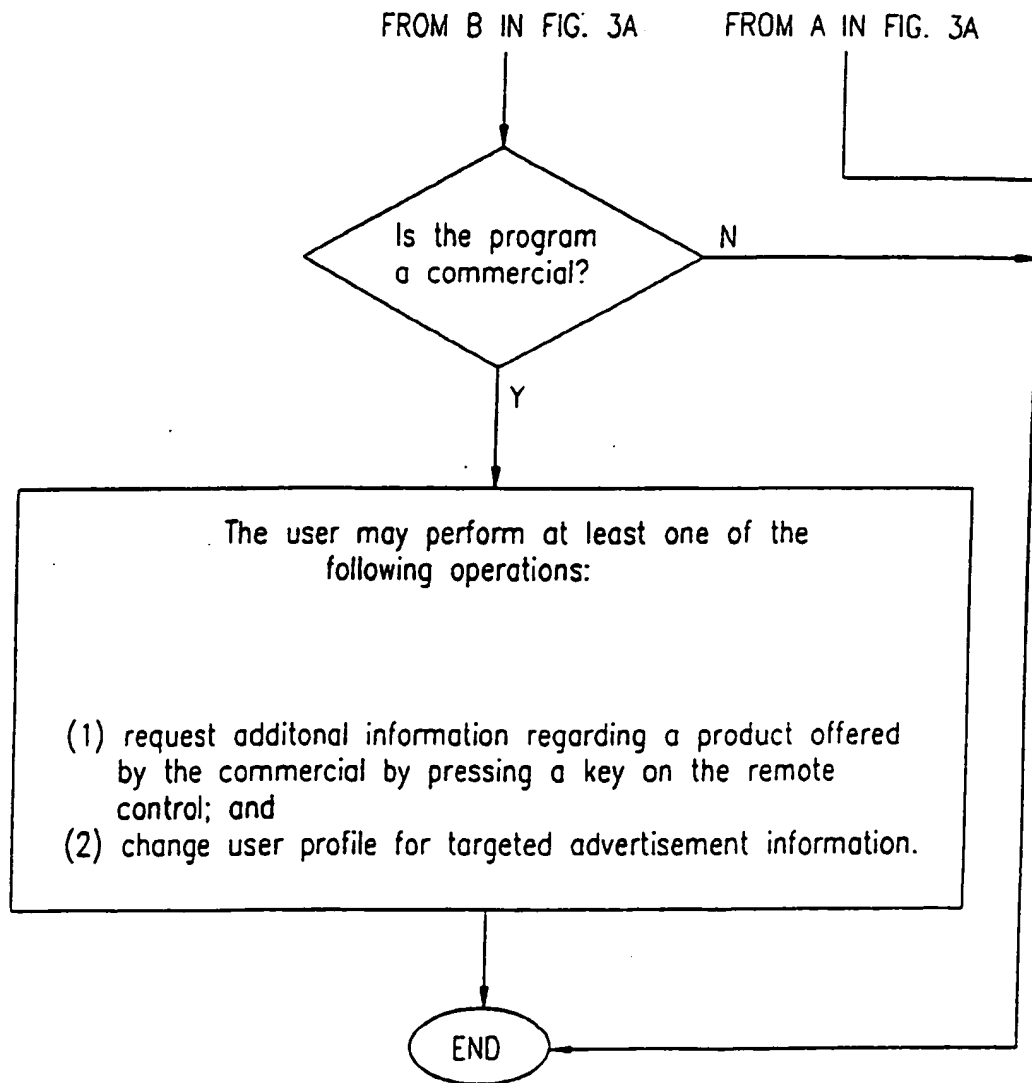 FROM B IN FIG. 3A
FROM A IN FIG. 3A
Is the program
a commercial?
N
Y
The user may perform at least one of the
following operations:
(1) request additonal information regarding a product offered
by the commercial by pressing a key on the remote
control; and
(2) change user profile for targeted advertisement information.
END